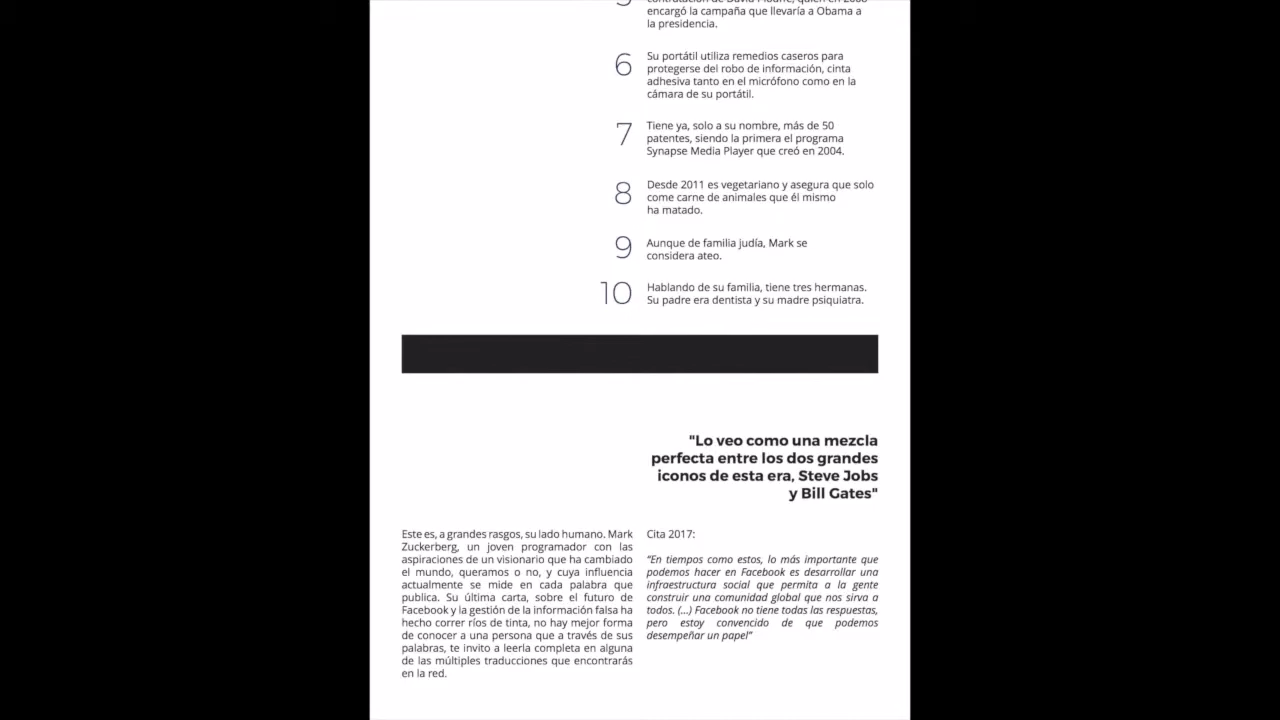 encargó la campaña que llevaría a Obama a
la presidencia.
6
Su portátil utiliza remedios caseros para
protegerse del robo de información, cinta
adhesiva tanto en el micrófono como en la
cámara de su portátil.
7
Tiene ya, solo a su nombre, más de 50
patentes, siendo la primera el programa
Synapse Media Player que creó en 2004.
8
Desde 2011 es vegetariano y asegura que solo
come carne de animales que él mismo
ha matado.
9
Aunque de familia judía, Mark se
considera ateo.
10
Hablando de su familia, tiene tres hermanas.
Su padre era dentista y su madre psiquiatra.
"Lo veo como una mezcla
perfecta entre los dos grandes
iconos de esta era, Steve Jobs
y Bill Gates"
Este es, a grandes rasgos, su lado humano. Mark
Zuckerberg, un joven programador con las
aspiraciones de un visionario que ha cambiado
el mundo, queramos o no, y cuya influencia
actualmente se mide en cada palabra que
publica. Su última carta, sobre el futuro de
Facebook y la gestión de la información falsa ha
hecho correr ríos de tinta, no hay mejor forma
de conocer a una persona que a través de sus
palabras, te invito a leerla completa en alguna
de las múltiples traducciones que encontrarás
en la red.
Cita 2017:
“En tiempos como estos, lo más importante que
podemos hacer en Facebook es desarrollar una
infraestructura social que permita a la gente
construir una comunidad global que nos sirva a
todos. (...) Facebook no tiene todas las respuestas,
pero estoy convencido de que podemos
desempeñar un papel”